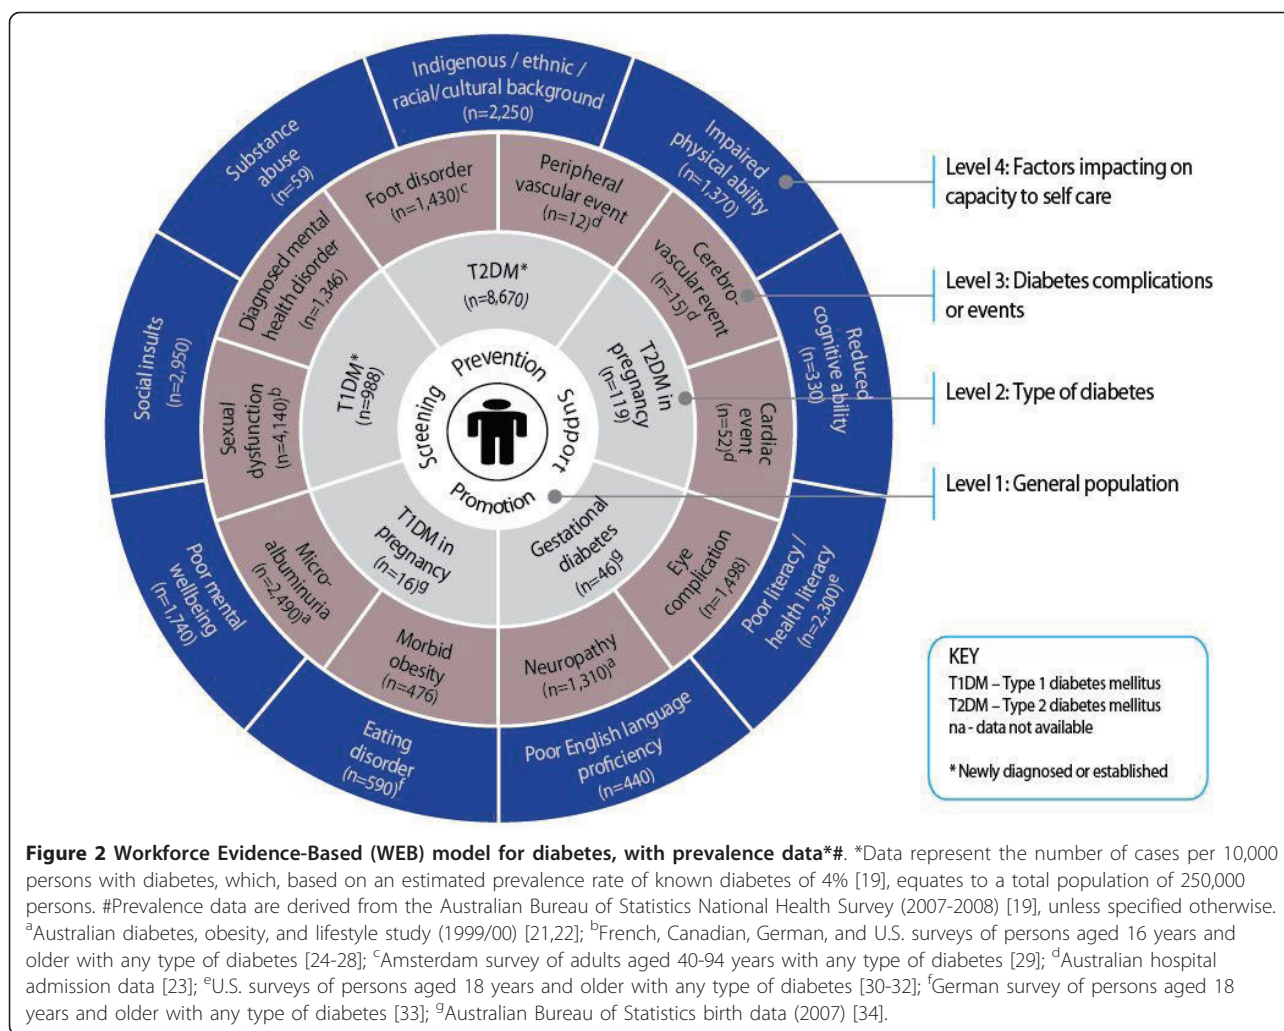 Indigenous / ethnic /
racial/cultural background
(n=2,250)
Impaired
physical ability
(n=1,370)
Reduced
cognitive ability
(n=330)
Poor literacy /
health literacy
(n=2,300)e
Poor English language
proficiency
(n=440)
Eating
disorder
(n=590)f
Poor mental
wellbeing
(n=1,740)
Social insults
(n=2,950)
Substance
abuse
(n=59)
Foot disorder
(n=1,430)c
Peripheral
vascular event
(n=12)d
Cerebro-
vascular event
(n=15)d
Cardiac
event
(n=52)d
Eye
complication
(n=1,498)
Neuropathy
(n=1,310)a
Morbid
obesity
(n=476)
Micro-
albuminuria
(n=2,490)a
Sexual
dysfunction
(n=4,140)b
Diagnosed mental
health disorder
(n=1,346)
T2DM*
(n=8,670)
T2DM in
pregnancy
(n=119)
Gestational
diabetes
(n=46)g
T1DM in
pregnancy
(n=16)g
T1DM*
(n=988)
Prevention
Support
Promotion
Screening
Level 4: Factors impacting on
capacity to self care
Level 3: Diabetes complications
or events
Level 2: Type of diabetes
Level 1: General population
KEY
T1DM – Type 1 diabetes mellitus
T2DM – Type 2 diabetes mellitus
na - data not available
* Newly diagnosed or established
Figure 2 Workforce Evidence-Based (WEB) model for diabetes, with prevalence data*#. *Data represent the number of cases per 10,000
persons with diabetes, which, based on an estimated prevalence rate of known diabetes of 4% [19], equates to a total population of 250,000
persons. #Prevalence data are derived from the Australian Bureau of Statistics National Health Survey (2007-2008) [19], unless specified otherwise.
aAustralian diabetes, obesity, and lifestyle study (1999/00) [21,22]; bFrench, Canadian, German, and U.S. surveys of persons aged 16 years and
older with any type of diabetes [24-28]; cAmsterdam survey of adults aged 40-94 years with any type of diabetes [29]; dAustralian hospital
admission data [23]; eU.S. surveys of persons aged 18 years and older with any type of diabetes [30-32]; fGerman survey of persons aged 18
years and older with any type of diabetes [33]; gAustralian Bureau of Statistics birth data (2007) [34].